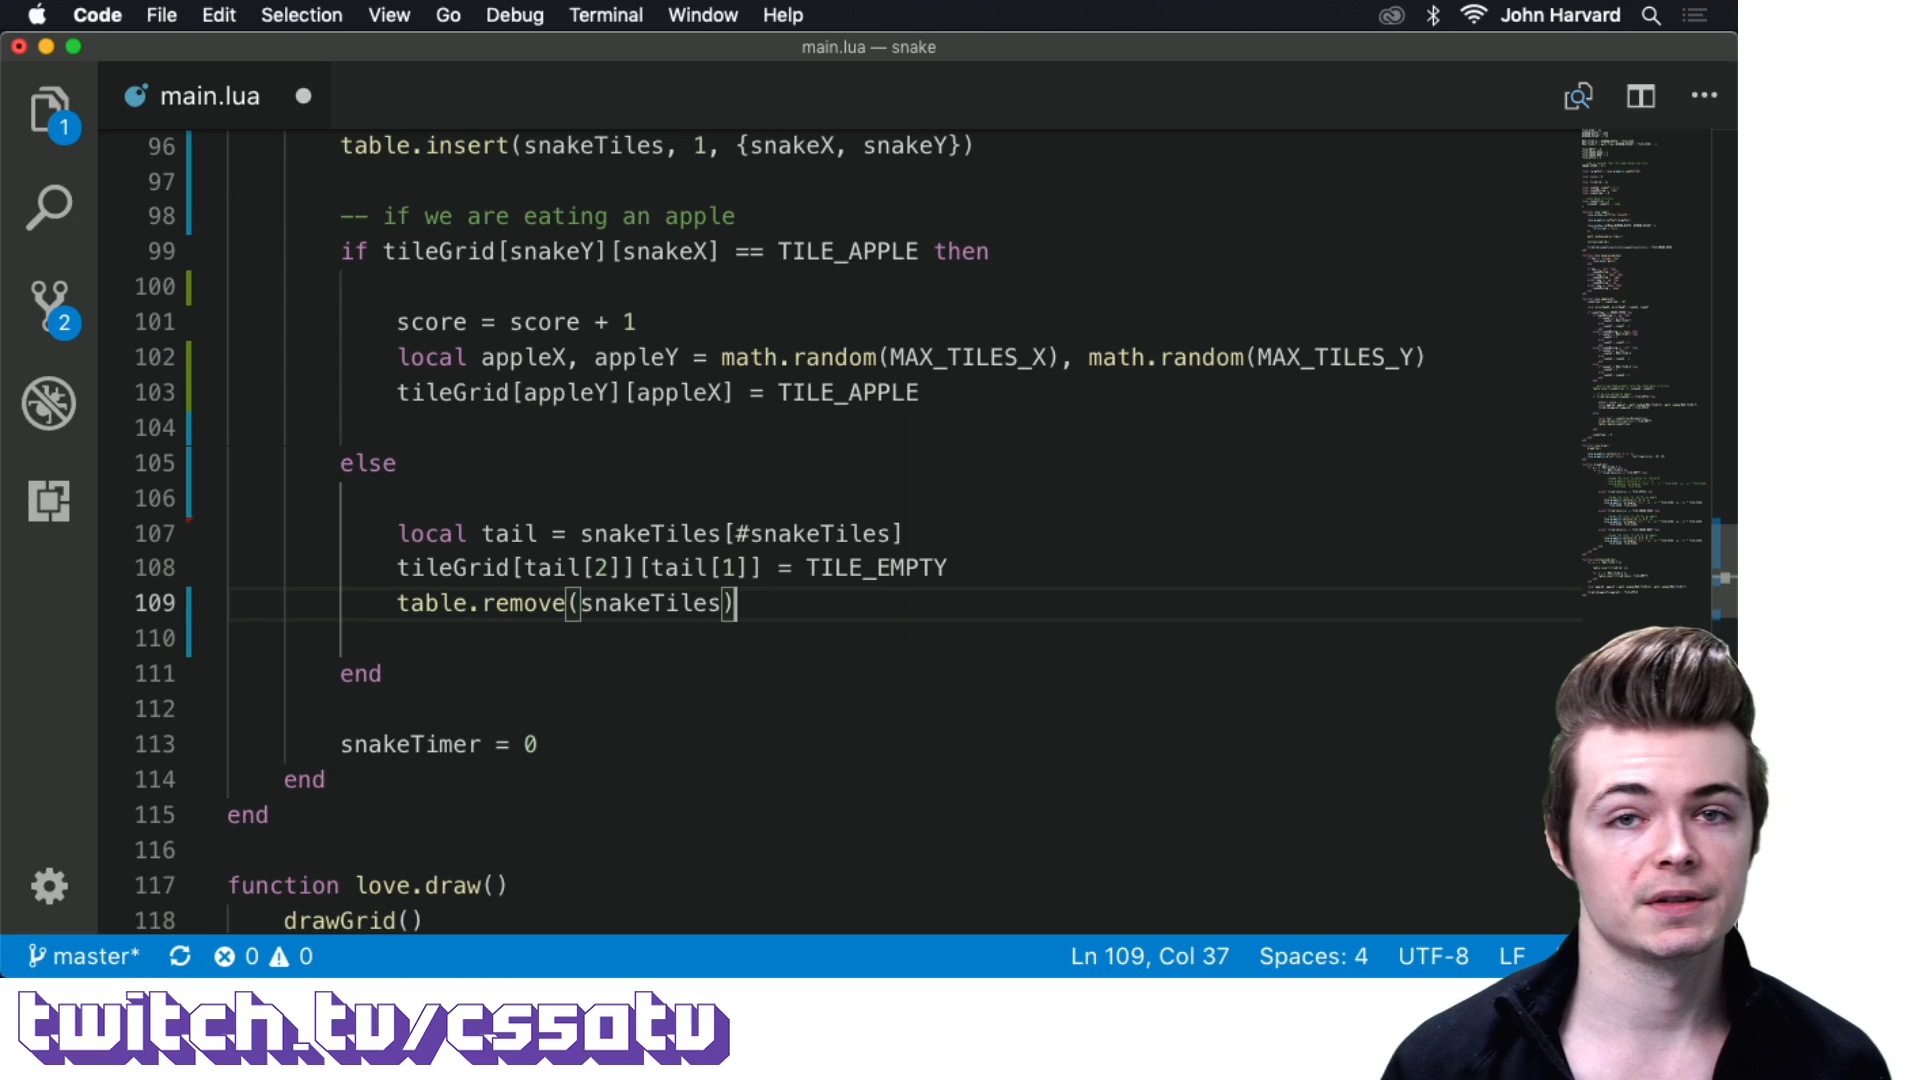 Code File Edit Selection View Go Debug Terminal Window Help John Harvard
main.lua — snake
1
main.lua
2
96 table.insert(snakeTiles, 1, {snakeX, snakeY})
97
98 -- if we are eating an apple
99 if tileGrid[snakeY][snakeX] == TILE_APPLE then
100
101 score = score + 1
102 local appleX, appleY = math.random(MAX_TILES_X), math.random(MAX_TILES_Y)
103 tileGrid[appleY][appleX] = TILE_APPLE
104
105 else
106
107 local tail = snakeTiles[#snakeTiles]
108 tileGrid[tail[2]][tail[1]] = TILE_EMPTY
109 table.remove(snakeTiles)
110
111 end
112
113 snakeTimer = 0
114 end
115 end
116
117 function love.draw()
118 drawGrid()
master* 0 0 Ln 109, Col 37 Spaces: 4 UTF-8 LF
twitch.tv/cs50tv